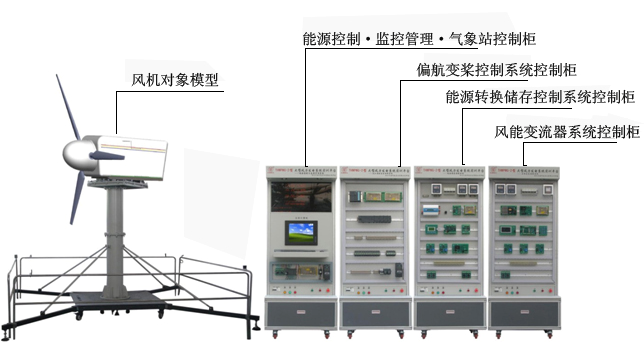 能源控制·监控管理·气象站控制柜
偏航变桨控制系统控制柜
风机对象模型
能源转换储存控制系统控制柜
风能变流器系统控制柜